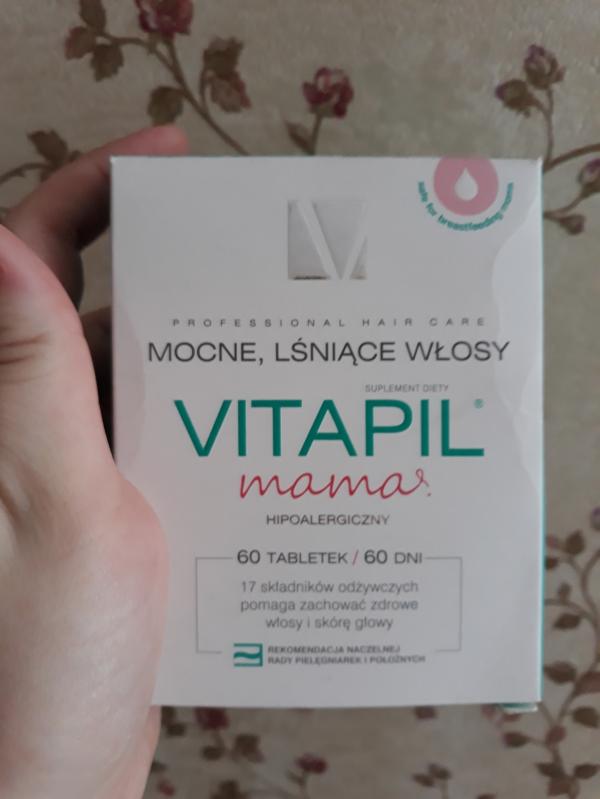 safe for breastfeeding moms
V
PROFESSIONAL HAIR CARE
MOCNE, LŚNIĄCE WŁOSY
SUPLEMENT DIETY
VITAPIL®
mama
HIPOALERGICZNY
60 TABLETEK / 60 DNI
17 składników odżywczych
pomaga zachować zdrowe
włosy i skórę głowy
REKOMENDACJA NACZELNEJ
RADY PIELĘGNIAREK I POŁOŻNYCH